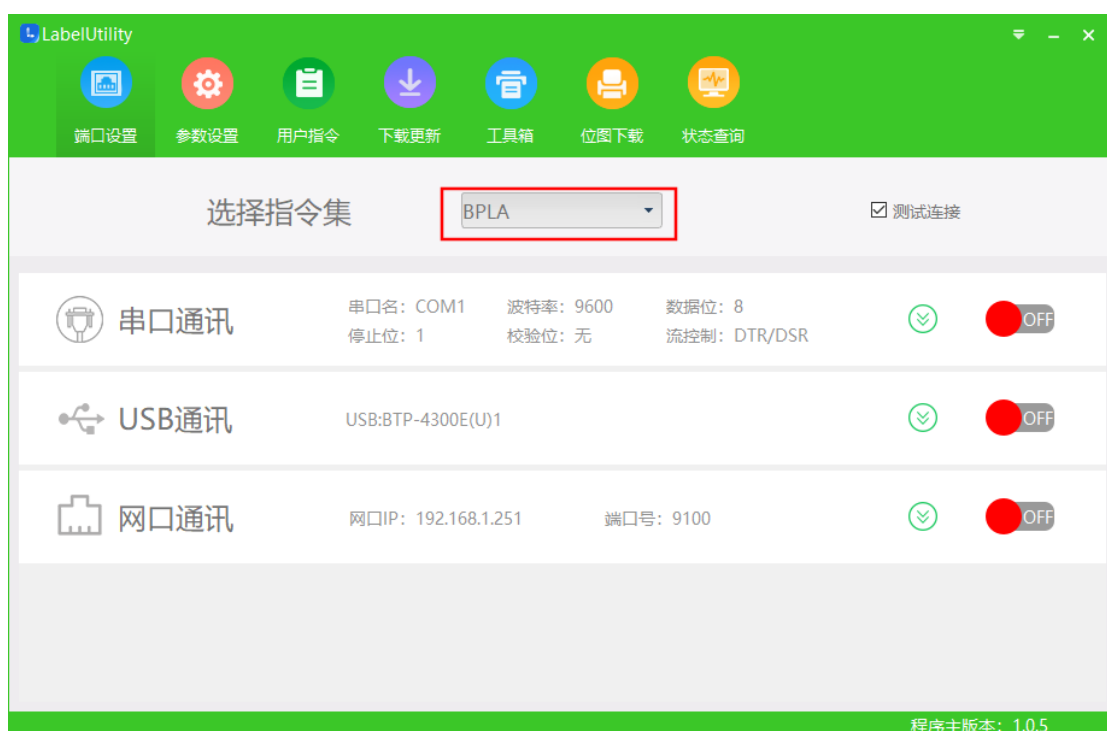 LabelUtility
端口设置 参数设置 用户指令 下载更新 工具箱 位图下载 状态查询
选择指令集 BPLA 测试连接
串口通讯 串口名：COM1 波特率：9600 数据位：8 OFF
停止位：1 校验位：无 流控制：DTR/DSR
USB通讯 USB:BTP-4300E(U)1 OFF
网口通讯 网口IP：192.168.1.251 端口号：9100 OFF
程序主版本：1.0.5